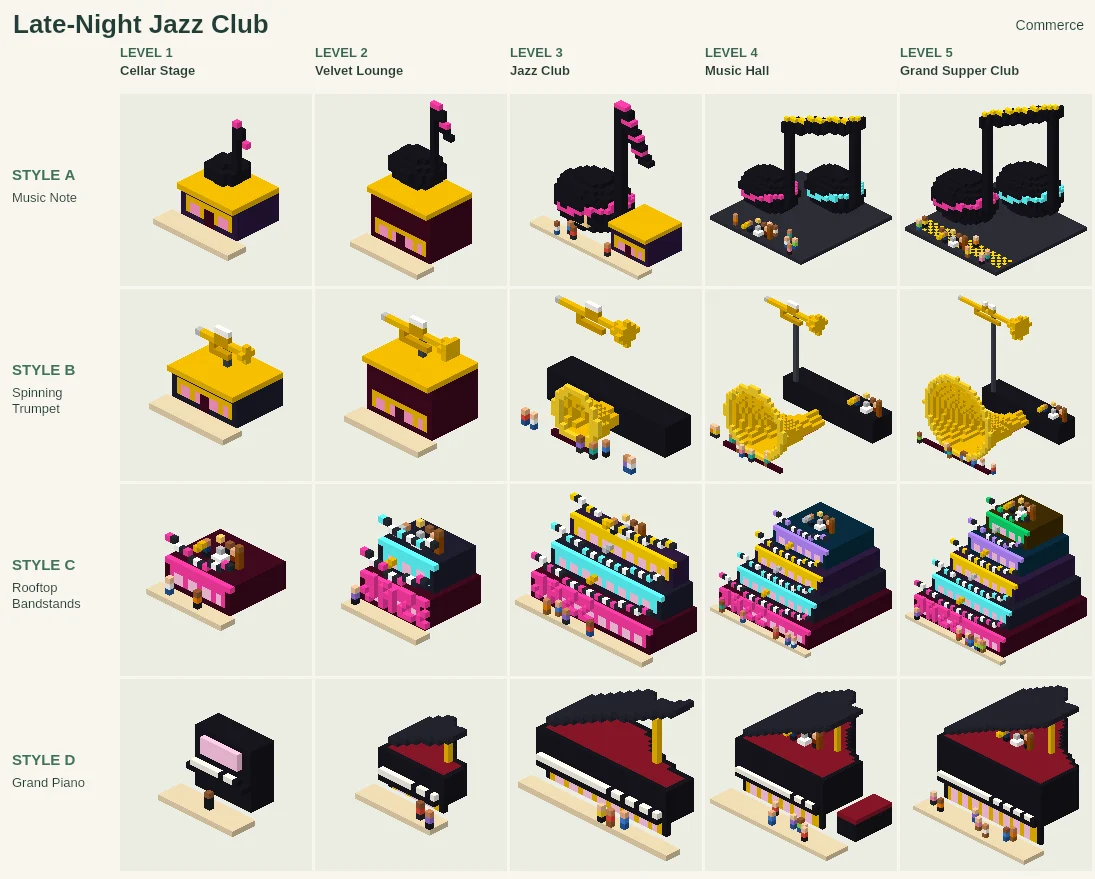 Late-Night Jazz Club
Commerce
LEVEL 1
Cellar Stage
LEVEL 2
Velvet Lounge
LEVEL 3
Jazz Club
LEVEL 4
Music Hall
LEVEL 5
Grand Supper Club
STYLE A
Music Note
STYLE B
Spinning
Trumpet
STYLE C
Rooftop
Bandstands
STYLE D
Grand Piano